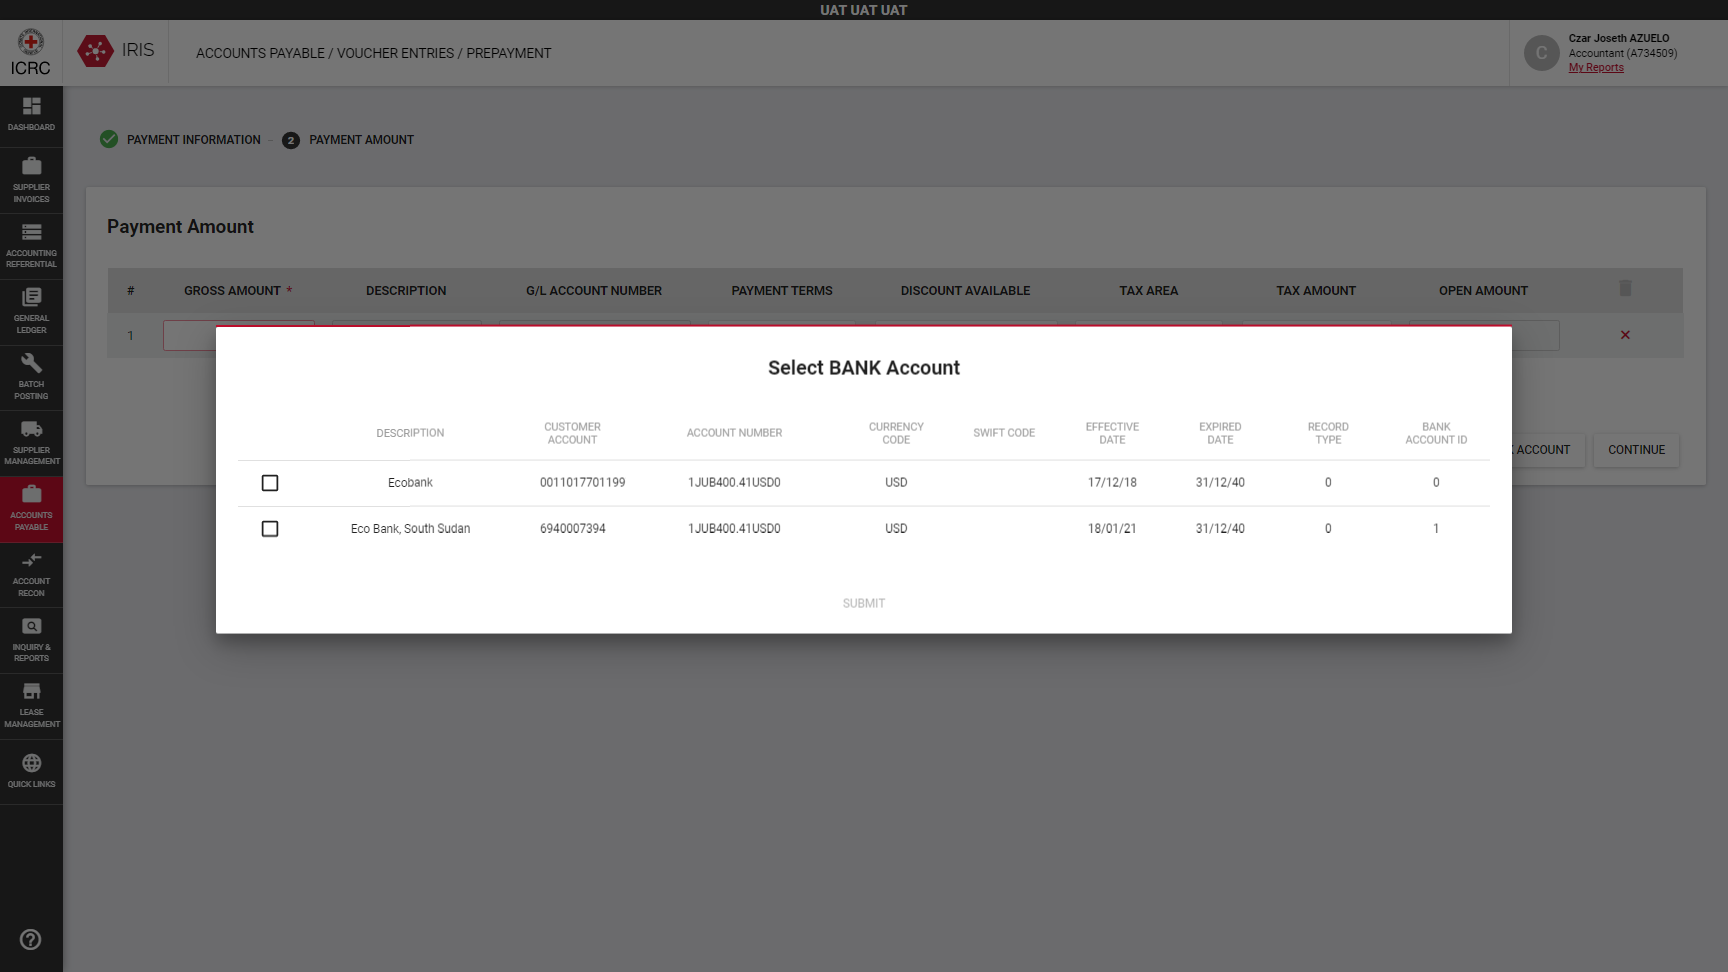 UAT UAT UAT
ICRC
IRIS
ACCOUNTS PAYABLE / VOUCHER ENTRIES / PREPAYMENT
C
Czar Joseth AZUELO
Accountant (A734509)
My Reports
DASHBOARD
SUPPLIER
INVOICES
ACCOUNTING
REFERENTIAL
GENERAL
LEDGER
BATCH
POSTING
SUPPLIER
MANAGEMENT
ACCOUNTS
PAYABLE
ACCOUNT
RECON
INQUIRY &
REPORTS
LEASE
MANAGEMENT
QUICK LINKS
PAYMENT INFORMATION
2 PAYMENT AMOUNT
Payment Amount
# GROSS AMOUNT * DESCRIPTION G/L ACCOUNT NUMBER PAYMENT TERMS DISCOUNT AVAILABLE TAX AREA TAX AMOUNT OPEN AMOUNT
1
Select BANK Account
DESCRIPTION CUSTOMER ACCOUNT ACCOUNT NUMBER CURRENCY CODE SWIFT CODE EFFECTIVE DATE EXPIRED DATE RECORD TYPE BANK ACCOUNT ID
Ecobank 0011017701199 1JUB400.41USD0 USD 17/12/18 31/12/40 0 0
Eco Bank, South Sudan 6940007394 1JUB400.41USD0 USD 18/01/21 31/12/40 0 1
SUBMIT
ACCOUNT
CONTINUE